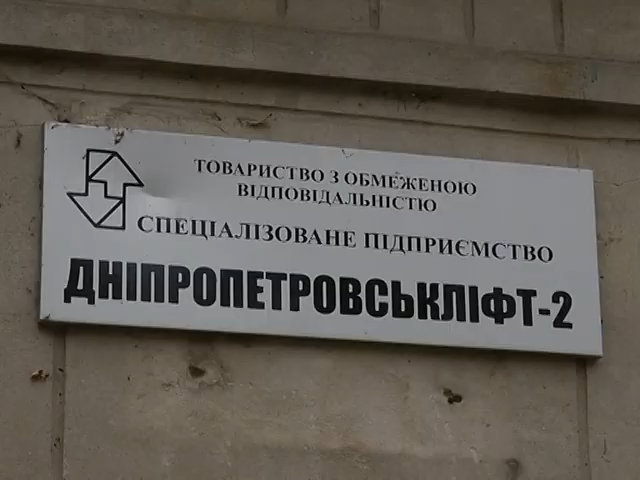 ТОВАРИСТВО З ОБМЕЖЕНОЮ
ВІДПОВІДАЛЬНІСТЮ
СПЕЦІАЛІЗОВАНЕ ПІДПРИЄМСТВО
ДНІПРОПЕТРОВСЬКЛІФТ-2